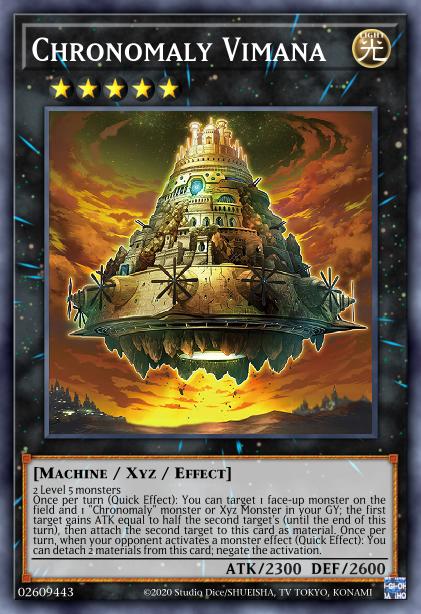 CHRONOMALY VIMANA
LIGHT
光
[MACHINE / XYZ / EFFECT]
2 Level 5 monsters
Once per turn (Quick Effect): You can target 1 face-up monster on the
field and 1 "Chronomaly" monster or Xyz Monster in your GY; the first
target gains ATK equal to half the second target's (until the end of this
turn), then attach the second target to this card as material. Once per
turn, when your opponent activates a monster effect (Quick Effect): You
can detach 2 materials from this card; negate the activation.
ATK/2300 DEF/2600
02609443
©2020 Studio Dice/SHUEISHA, TV TOKYO, KONAMI